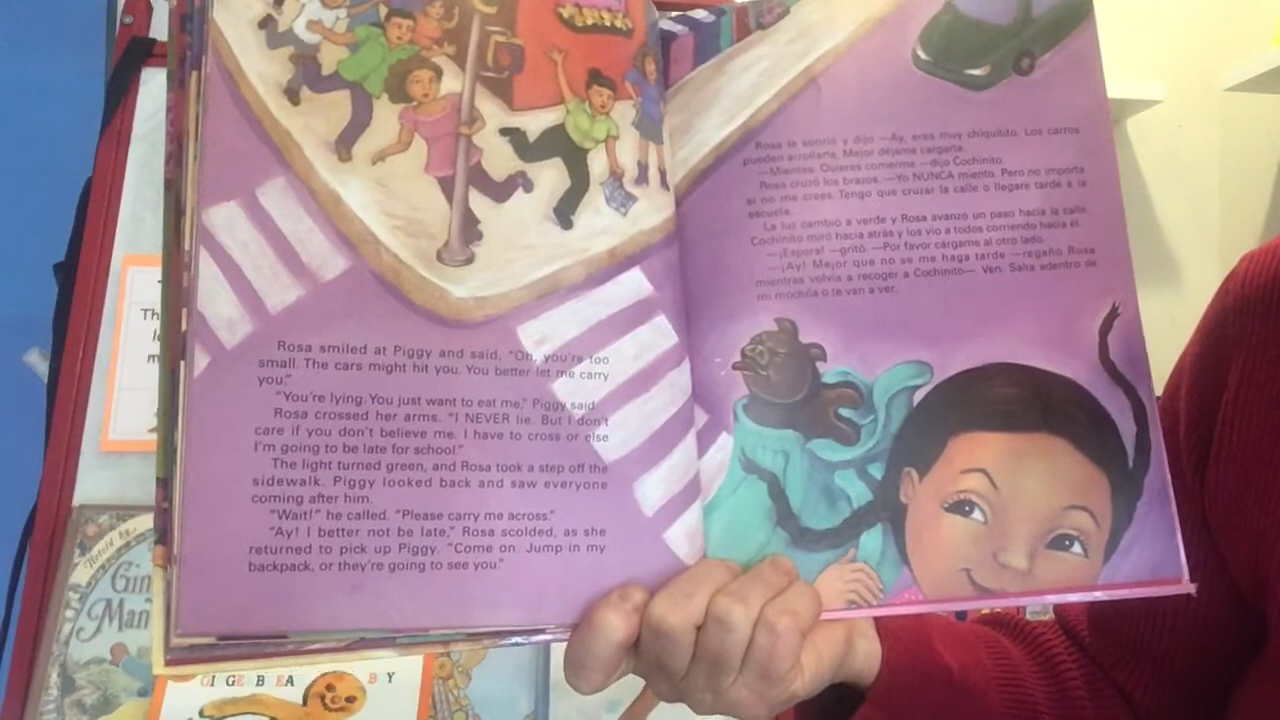 Rosa smiled at Piggy and said, "Oh, you're too
small. The cars might hit you. You better let me carry
you."
"You're lying. You just want to eat me," Piggy said.
Rosa crossed her arms. "I NEVER lie. But I don't
care if you don't believe me. I have to cross or else
I'm going to be late for school."
The light turned green, and Rosa took a step off the
sidewalk. Piggy looked back and saw everyone
coming after him.
"Wait!" he called. "Please carry me across."
"Ay! I better not be late," Rosa scolded, as she
returned to pick up Piggy. "Come on. Jump in my
backpack, or they're going to see you."
Rosa le sonrió y dijo —Ay, eres muy chiquitito. Los carros
pueden arrollarte. Mejor déjame cargarte.
—Mientes. Quieres comerme —dijo Cochinito.
Rosa cruzó los brazos. —Yo NUNCA miento. Pero no importa
si no me crees. Tengo que cruzar la calle o llegaré tarde a la
escuela.
La luz cambió a verde y Rosa avanzó un paso hacia la calle.
Cochinito miró hacia atrás y los vio a todos corriendo hacia él.
—¡Espera! —gritó. —Por favor cárgame al otro lado.
—¡Ay! Mejor que no se me haga tarde —regañó Rosa
mientras volvía a recoger a Cochinito— Ven. Salta adentro de
mi mochila o te van a ver.
Th
Retold by
Gin
Man
GI GE B EA B Y